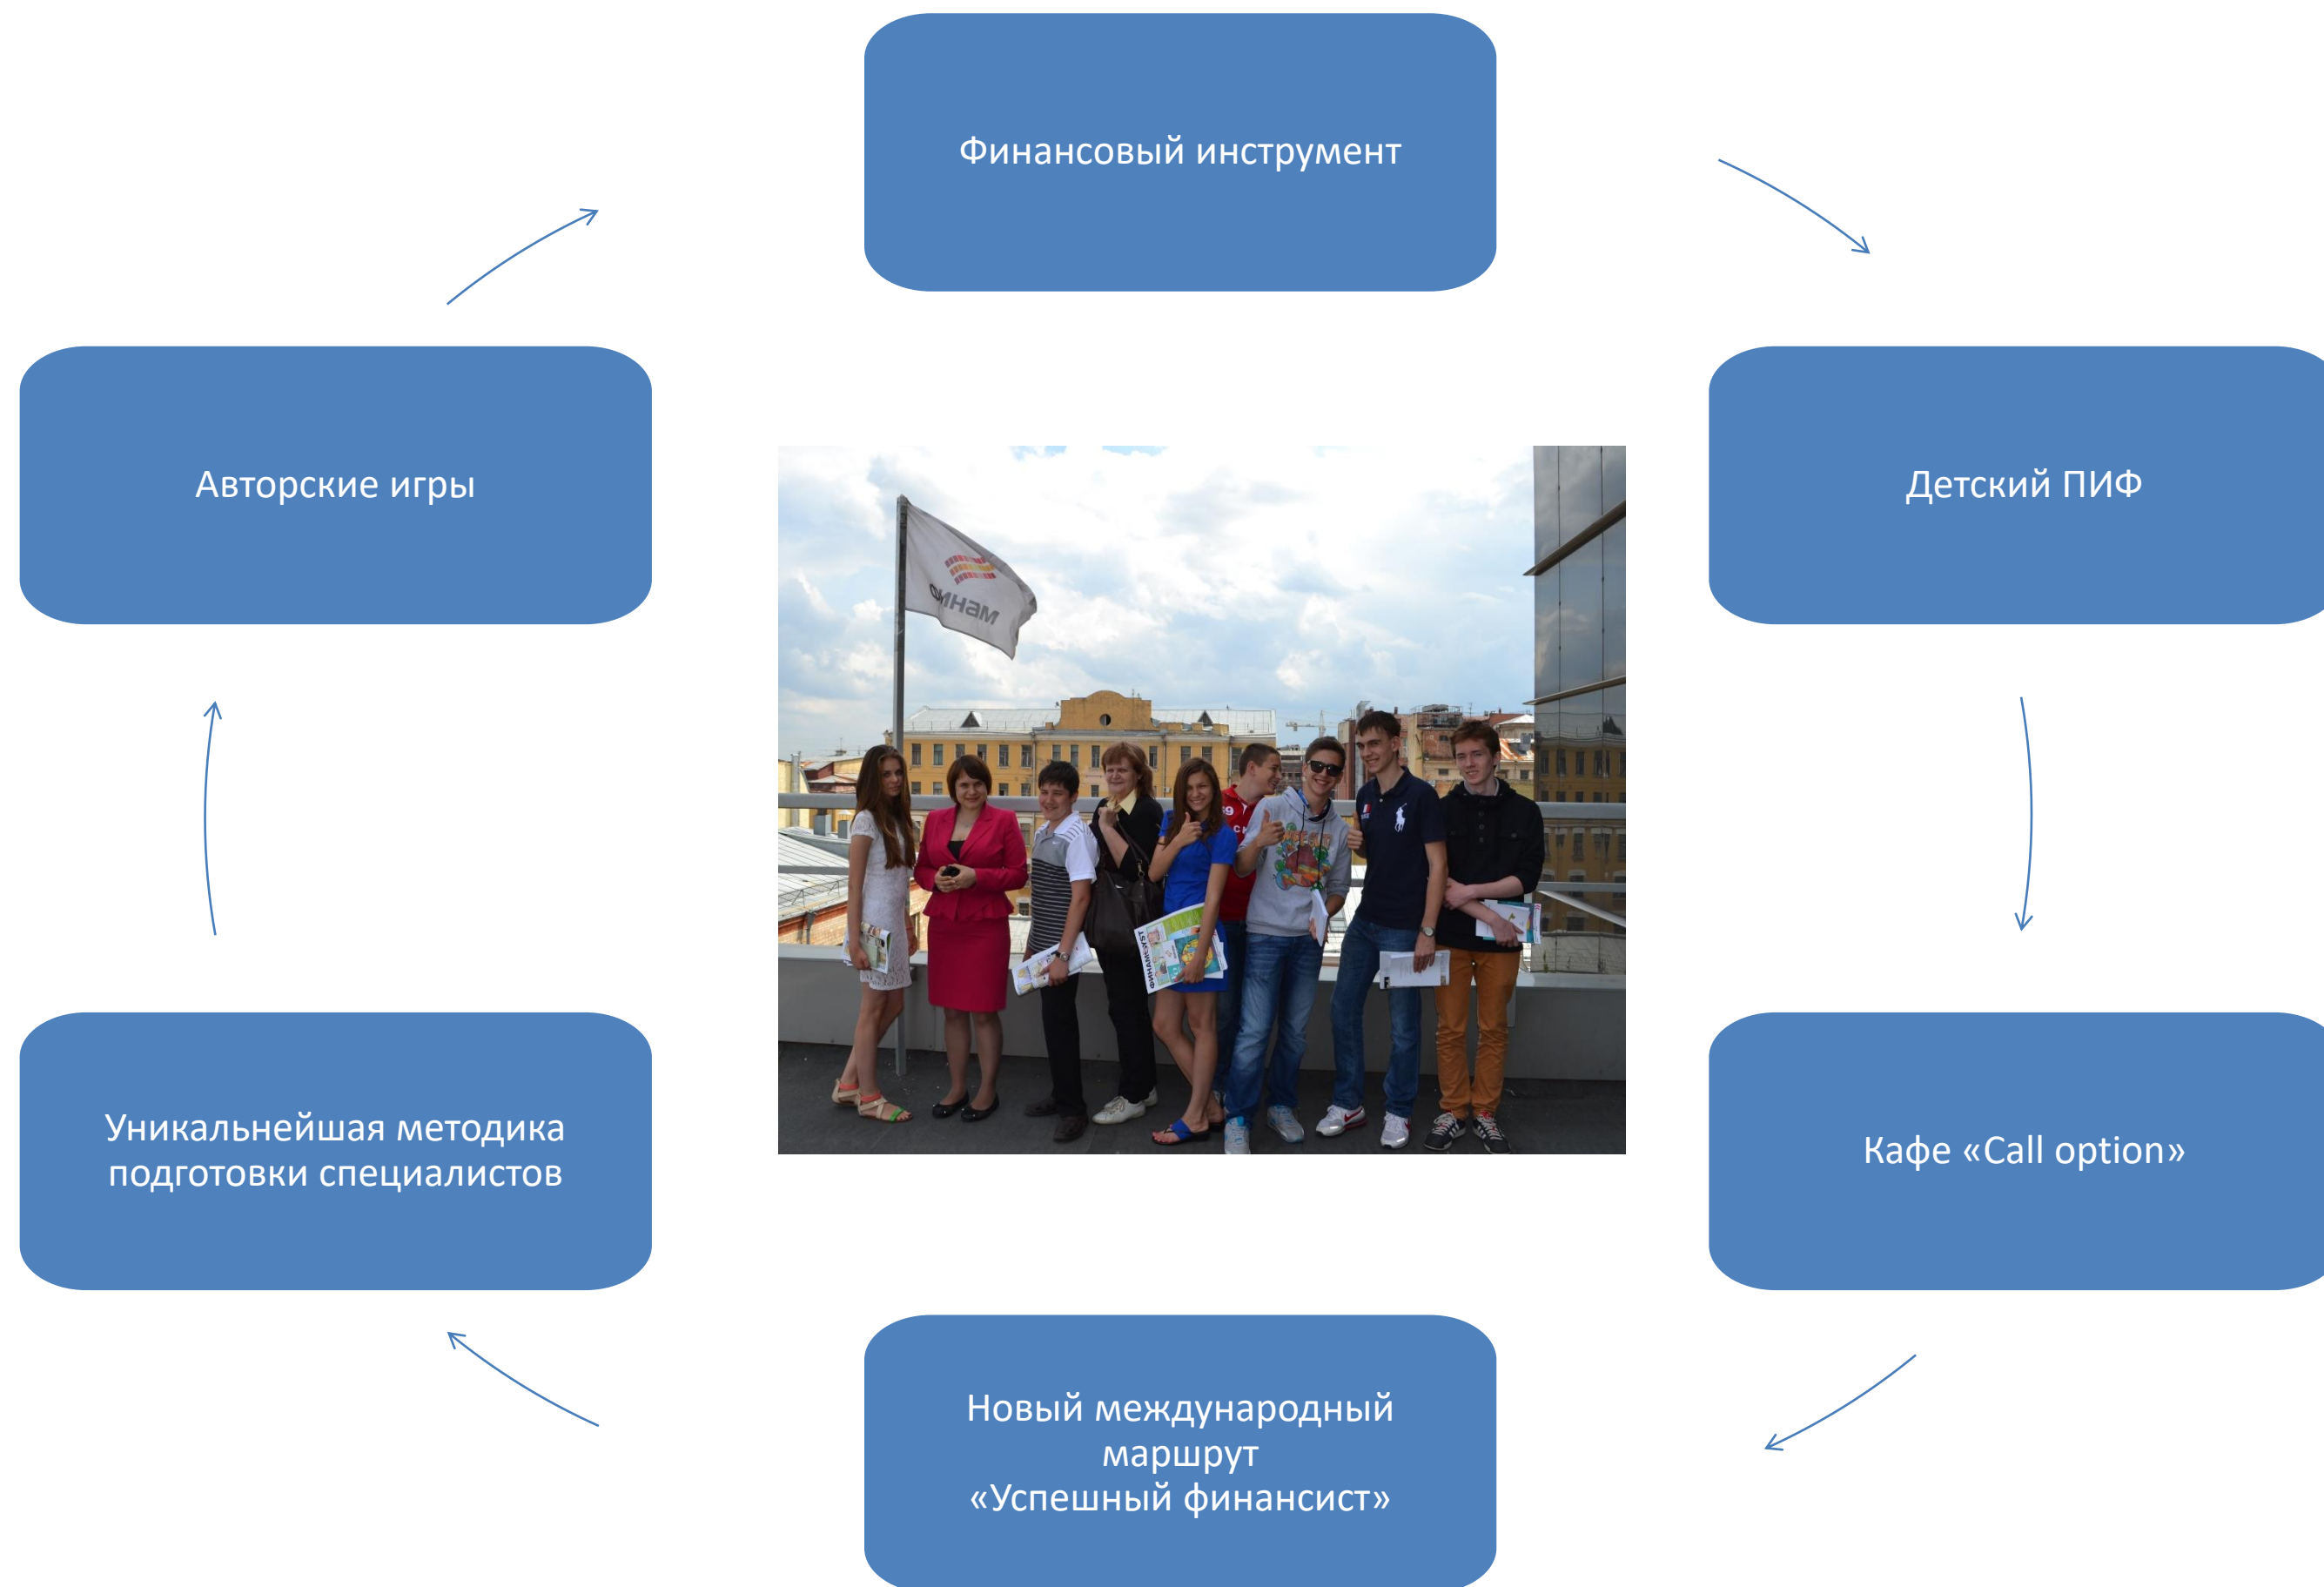 Финансовый инструмент
Детский ПИФ
Кафе «Call option»
Новый международный
маршрут
«Успешный финансист»
Уникальнейшая методика
подготовки специалистов
Авторские игры
Финам